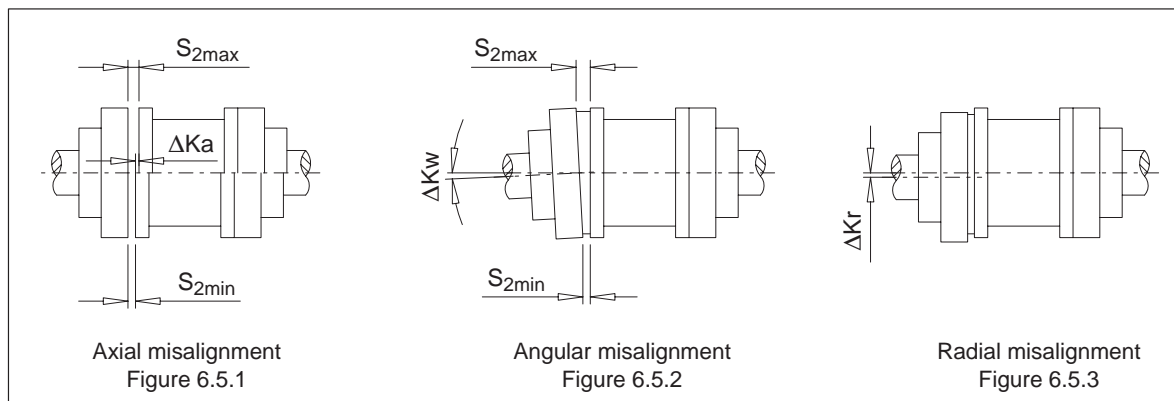 S2max
ΔKa
S2min
Axial misalignment
Figure 6.5.1
S2max
ΔKw
S2min
Angular misalignment
Figure 6.5.2
ΔKr
Radial misalignment
Figure 6.5.3